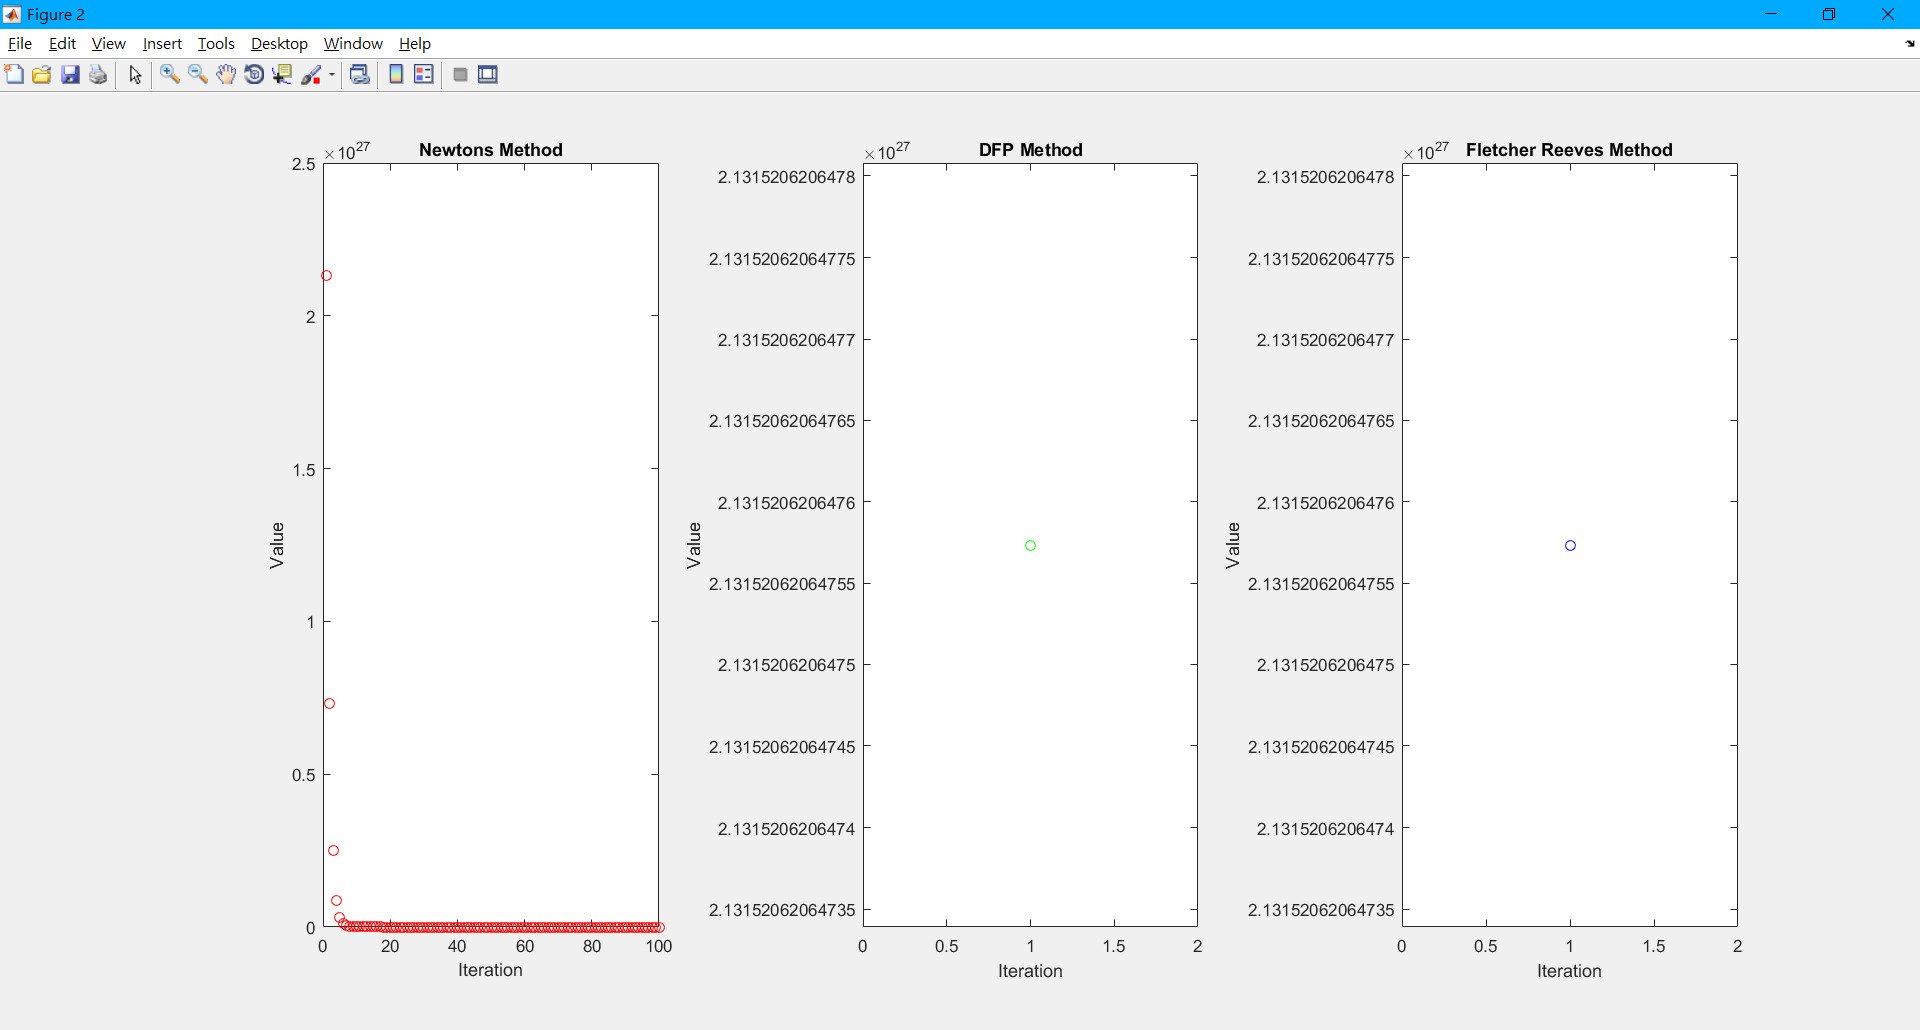 Figure 2
File Edit View Insert Tools Desktop Window Help
Newtons Method
×10^27
2.5
2
1.5
1
0.5
0
0 20 40 60 80 100
Value
Iteration
DFP Method
×10^27
2.1315206206478
2.13152062064775
2.1315206206477
2.13152062064765
2.1315206206476
2.13152062064755
2.1315206206475
2.13152062064745
2.1315206206474
2.13152062064735
0 0.5 1 1.5 2
Value
Iteration
Fletcher Reeves Method
×10^27
2.1315206206478
2.13152062064775
2.1315206206477
2.13152062064765
2.1315206206476
2.13152062064755
2.1315206206475
2.13152062064745
2.1315206206474
2.13152062064735
0 0.5 1 1.5 2
Value
Iteration